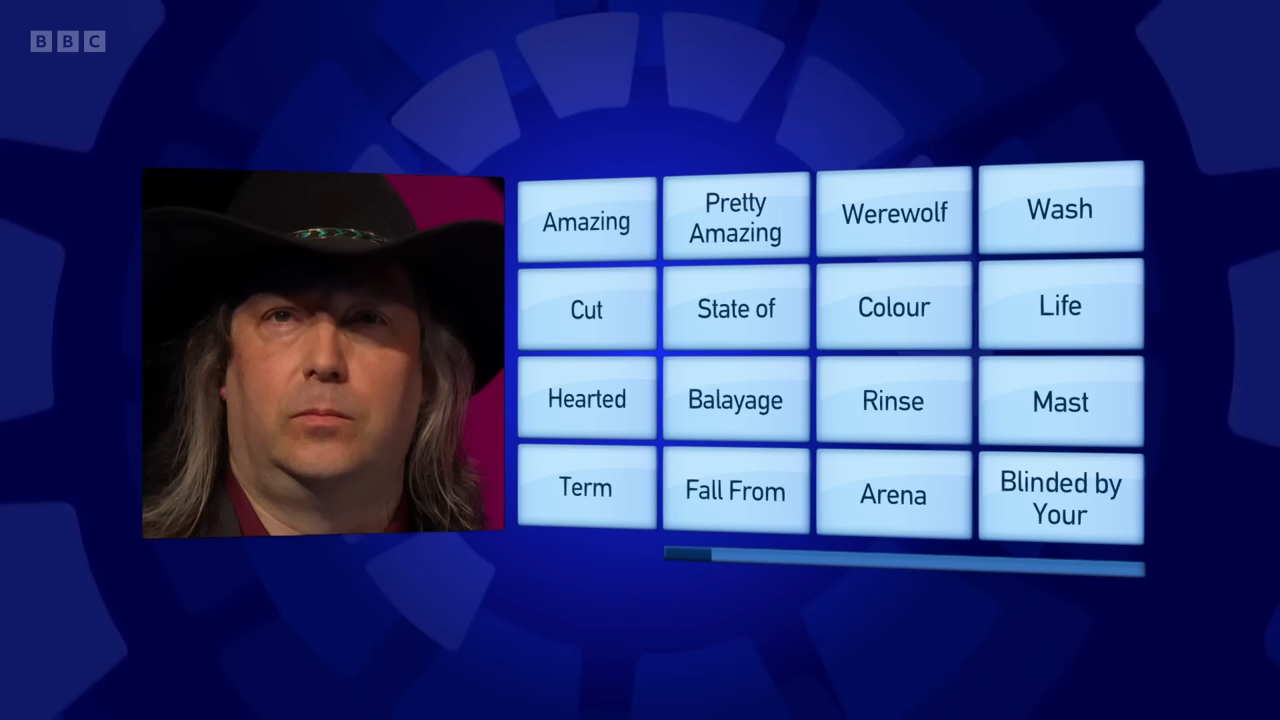 BBC
Amazing
Pretty
Amazing
Werewolf
Wash
Cut
State of
Colour
Life
Hearted
Balayage
Rinse
Mast
Term
Fall From
Arena
Blinded by
Your